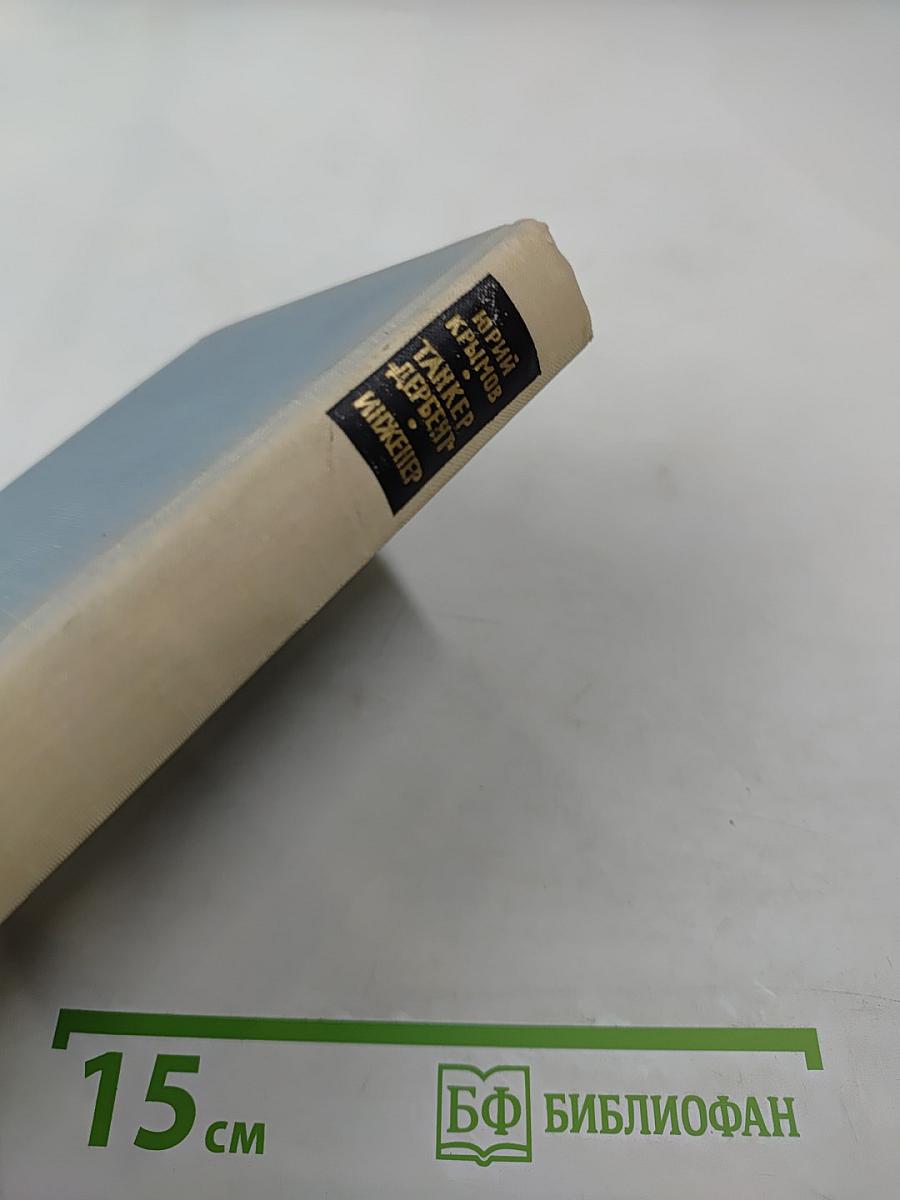 ЮРИЙ
КРЫМОВ
•
ТАНКЕР
„ДЕРБЕНТ“
•
ИНЖЕНЕР
15 см
БФ БИБЛИОФАН